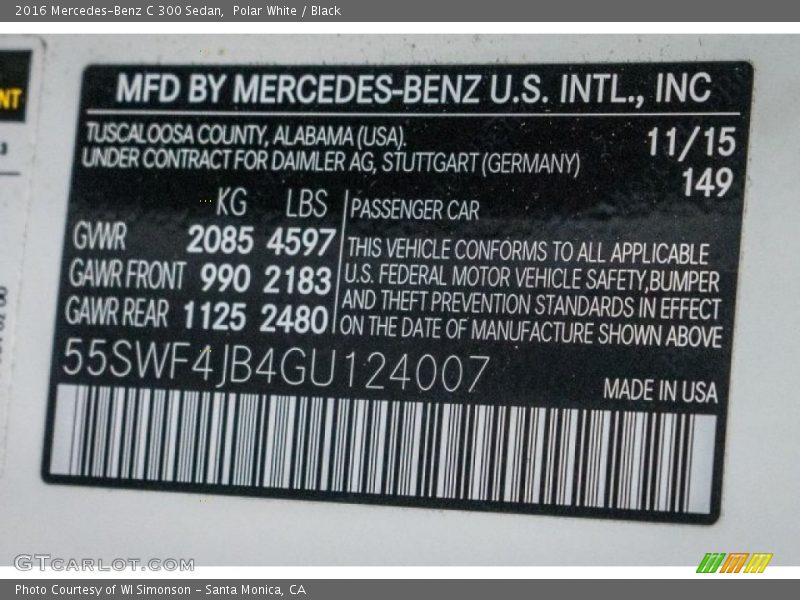 2016 Mercedes-Benz C 300 Sedan, Polar White / Black
NT
3
MFD BY MERCEDES-BENZ U.S. INTL., INC
TUSCALOOSA COUNTY, ALABAMA (USA). 11/15
UNDER CONTRACT FOR DAIMLER AG, STUTTGART (GERMANY)
149
KG LBS
GVWR 2085 4597
GAWR FRONT 990 2183
GAWR REAR 1125 2480
PASSENGER CAR
THIS VEHICLE CONFORMS TO ALL APPLICABLE
U.S. FEDERAL MOTOR VEHICLE SAFETY,BUMPER
AND THEFT PREVENTION STANDARDS IN EFFECT
ON THE DATE OF MANUFACTURE SHOWN ABOVE
55SWF4JB4GU124007
MADE IN USA
GTCARLOT.COM
Photo Courtesy of WI Simonson - Santa Monica, CA